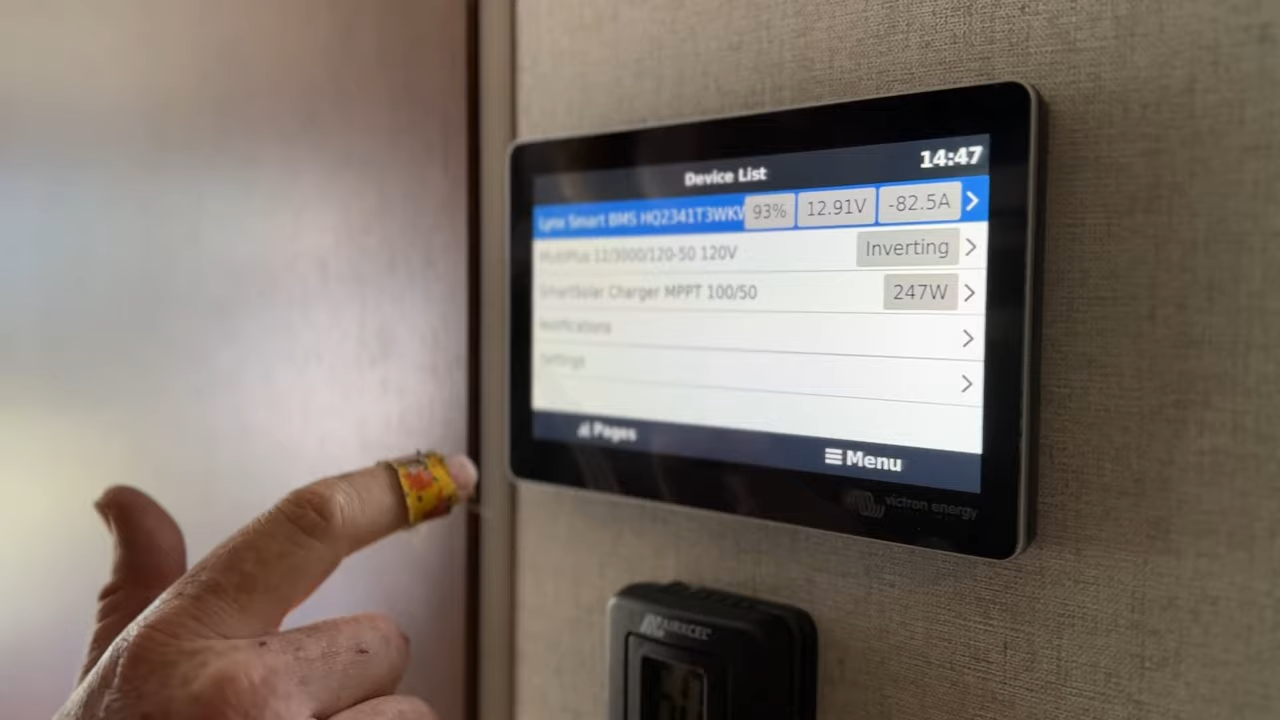 14:47
Device List
Lynx Smart BMS HQ2341T3WKV 93% 12.91V -82.5A
MultiPlus 12/3000/120-50 120V Inverting
SmartSolar Charger MPPT 100/50 247W
Notifications
Settings
Pages
Menu
victron energy
AIRXCEL